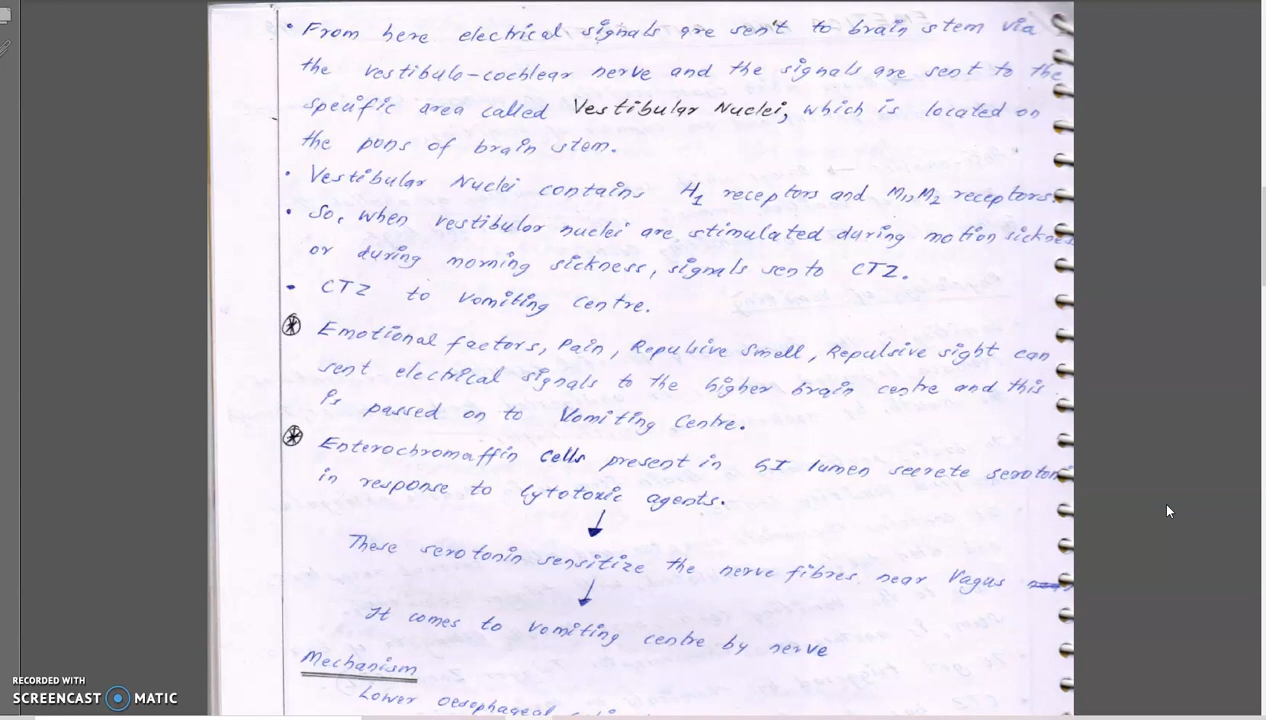 • From here electrical signals are sen't to brain stem via
the vestibulo-cochlear nerve and the signals are sent to the
specific area called Vestibular Nuclei, which is located on
the pons of brain stem.
• Vestibular Nuclei contains H1 receptors and M1, M2 receptors.
• So, when vestibular nuclei are stimulated during motion sicknes
or during morning sickness, signals sen to CTZ.
• CTZ to vomiting Centre.
* Emotional factors, Pain, Repulsive Smell, Repulsive sight can
sent electrical signals to the higher brain centre and this
is passed on to Vomiting Centre.
* Enterochromaffin cells present in GI lumen secrete seroton
in response to Cytotoxic agents.
These serotonin sensitize the nerve fibres near Vagus
It comes to vomiting centre by nerve
Mechanism
Lower oesophageal
RECORDED WITH
SCREENCAST MATIC